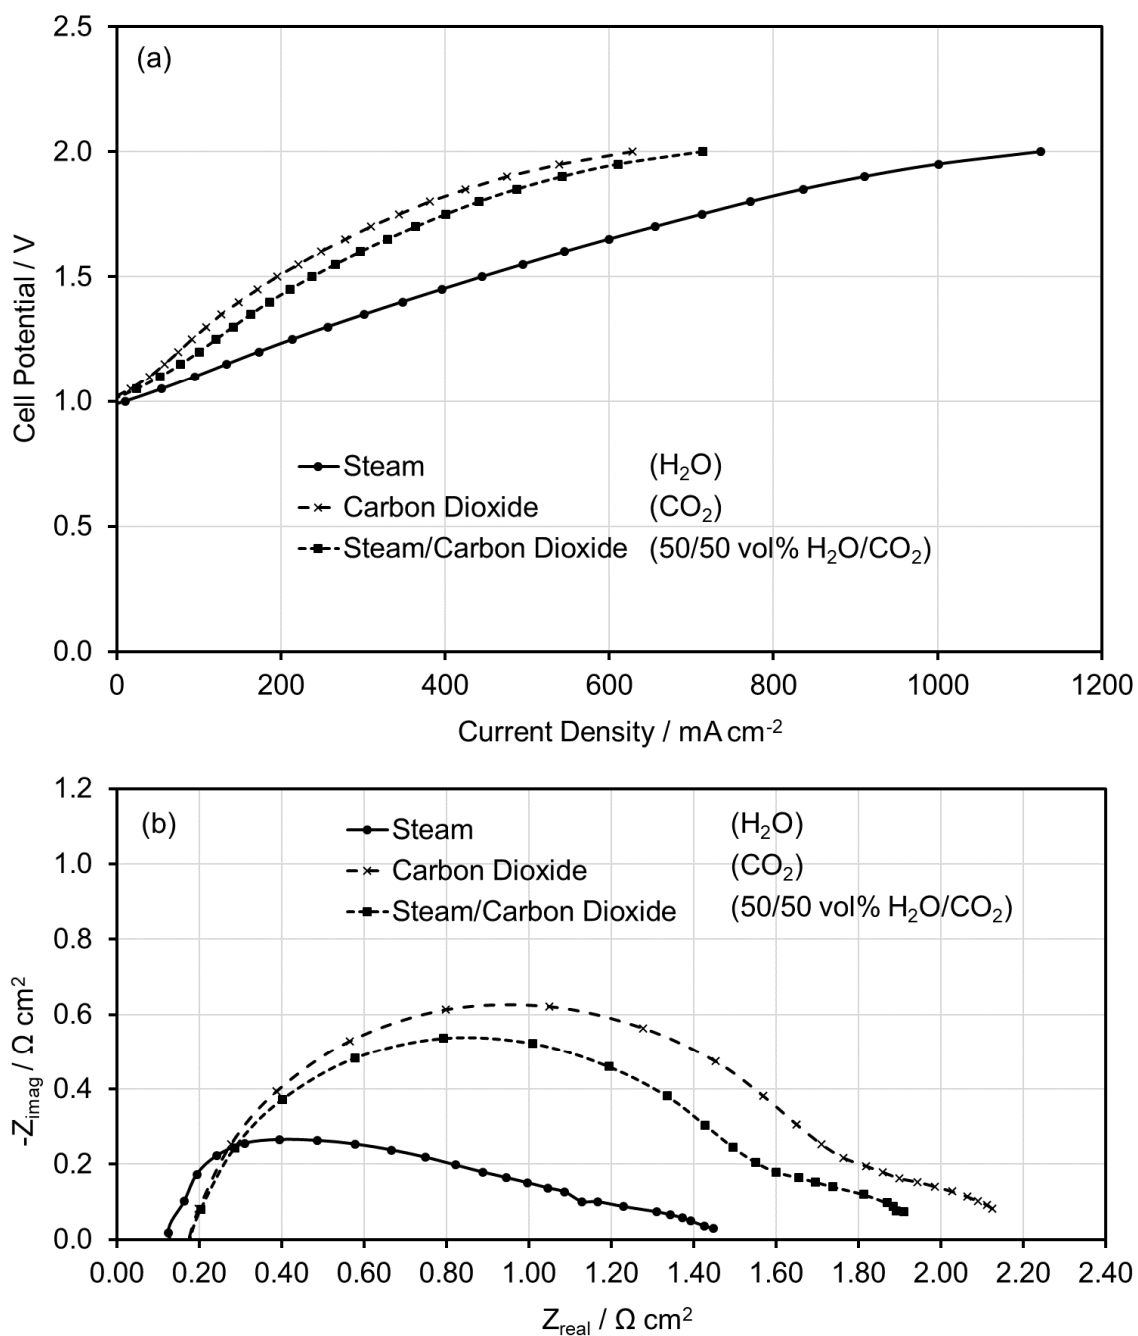 2.5
(a)
2.0
1.5
Cell Potential / V
1.0
Steam (H₂O)
Carbon Dioxide (CO₂)
0.5
Steam/Carbon Dioxide (50/50 vol% H₂O/CO₂)
0.0
0 200 400 600 800 1000 1200
Current Density / mA cm⁻²
1.2
(b)
Steam (H₂O)
1.0
Carbon Dioxide (CO₂)
Steam/Carbon Dioxide (50/50 vol% H₂O/CO₂)
0.8
-Z_imag / Ω cm²
0.6
0.4
0.2
0.0
0.00 0.20 0.40 0.60 0.80 1.00 1.20 1.40 1.60 1.80 2.00 2.20 2.40
Z_real / Ω cm²